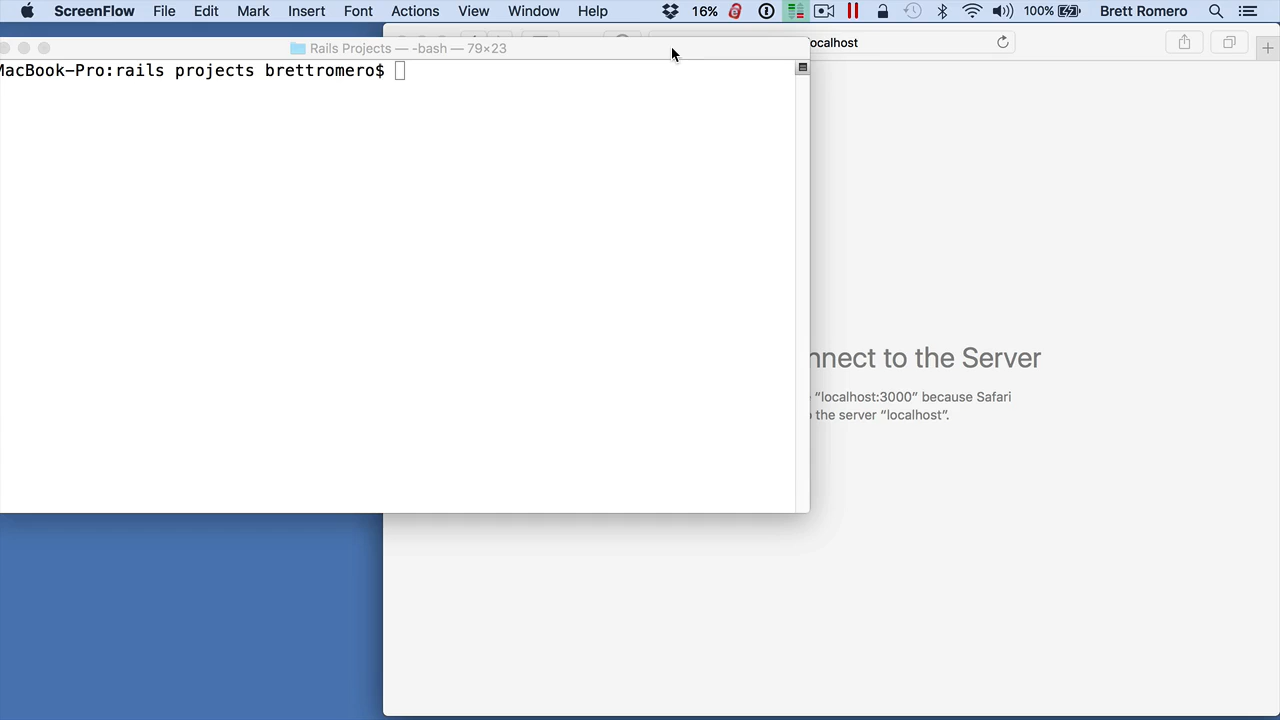 ScreenFlow File Edit Mark Insert Font Actions View Window Help 16% 100% Brett Romero
localhost
Rails Projects — -bash — 79×23
MacBook-Pro:rails projects brettromero$
nnect to the Server
“localhost:3000” because Safari
the server “localhost”.